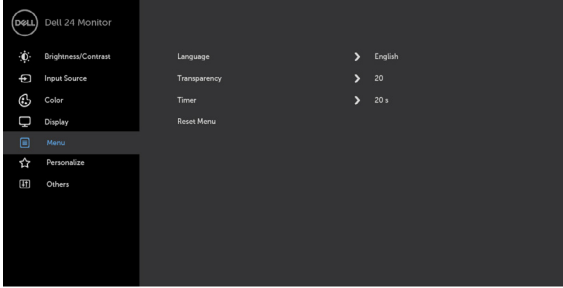 DELL Dell 24 Monitor
Brightness/Contrast
Input Source
Color
Display
Menu
Personalize
Others
Language English
Transparency 20
Timer 20 s
Reset Menu